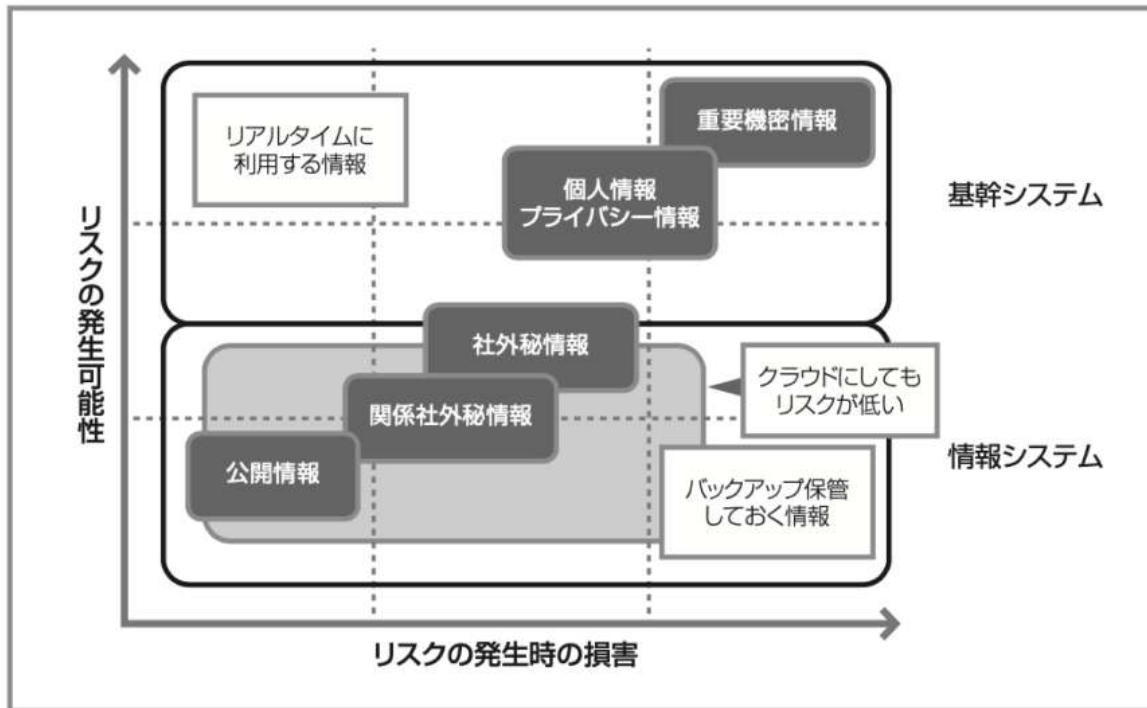 リスクの発生可能性
リアルタイムに
利用する情報
重要機密情報
個人情報
プライバシー情報
基幹システム
社外秘情報
関係社外秘情報
公開情報
クラウドにしても
リスクが低い
バックアップ保管
しておく情報
情報システム
リスクの発生時の損害